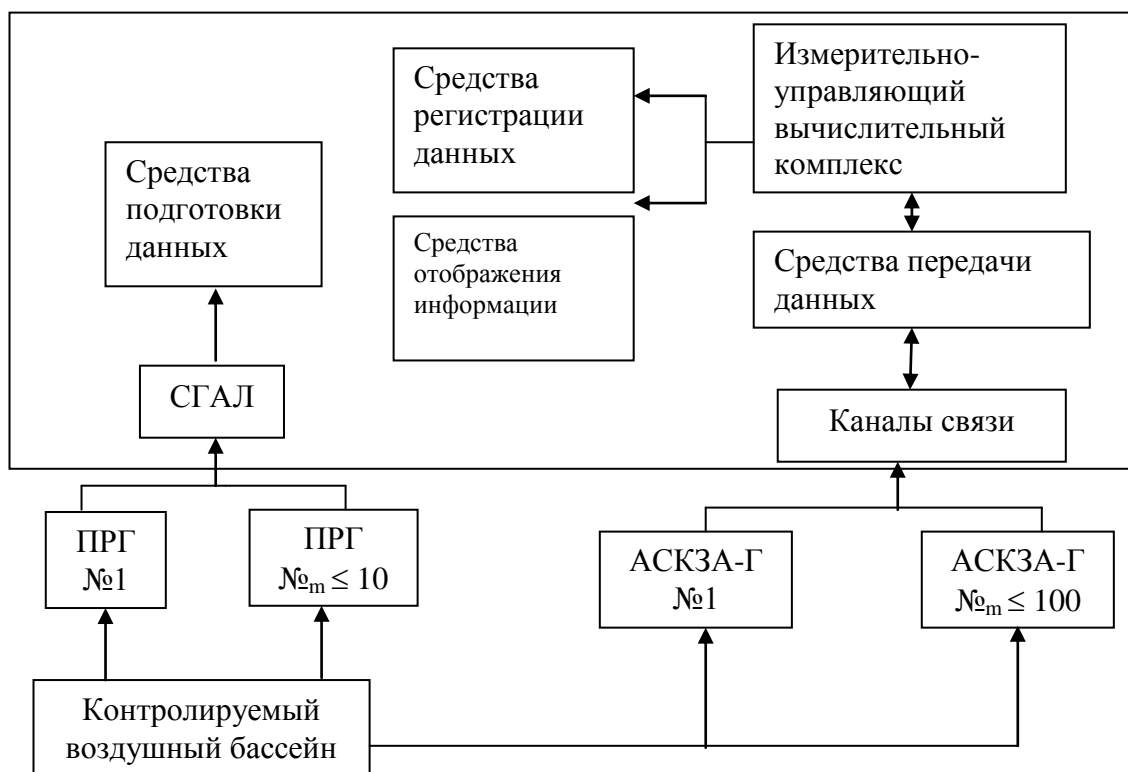 Измерительно-
управляющий
вычислительный
комплекс
Средства
регистрации
данных
Средства
подготовки
данных
Средства
отображения
информации
Средства передачи
данных
СГАЛ
Каналы связи
ПРГ
№1
ПРГ
№m ≤ 10
АСКЗА-Г
№1
АСКЗА-Г
№m ≤ 100
Контролируемый
воздушный бассейн